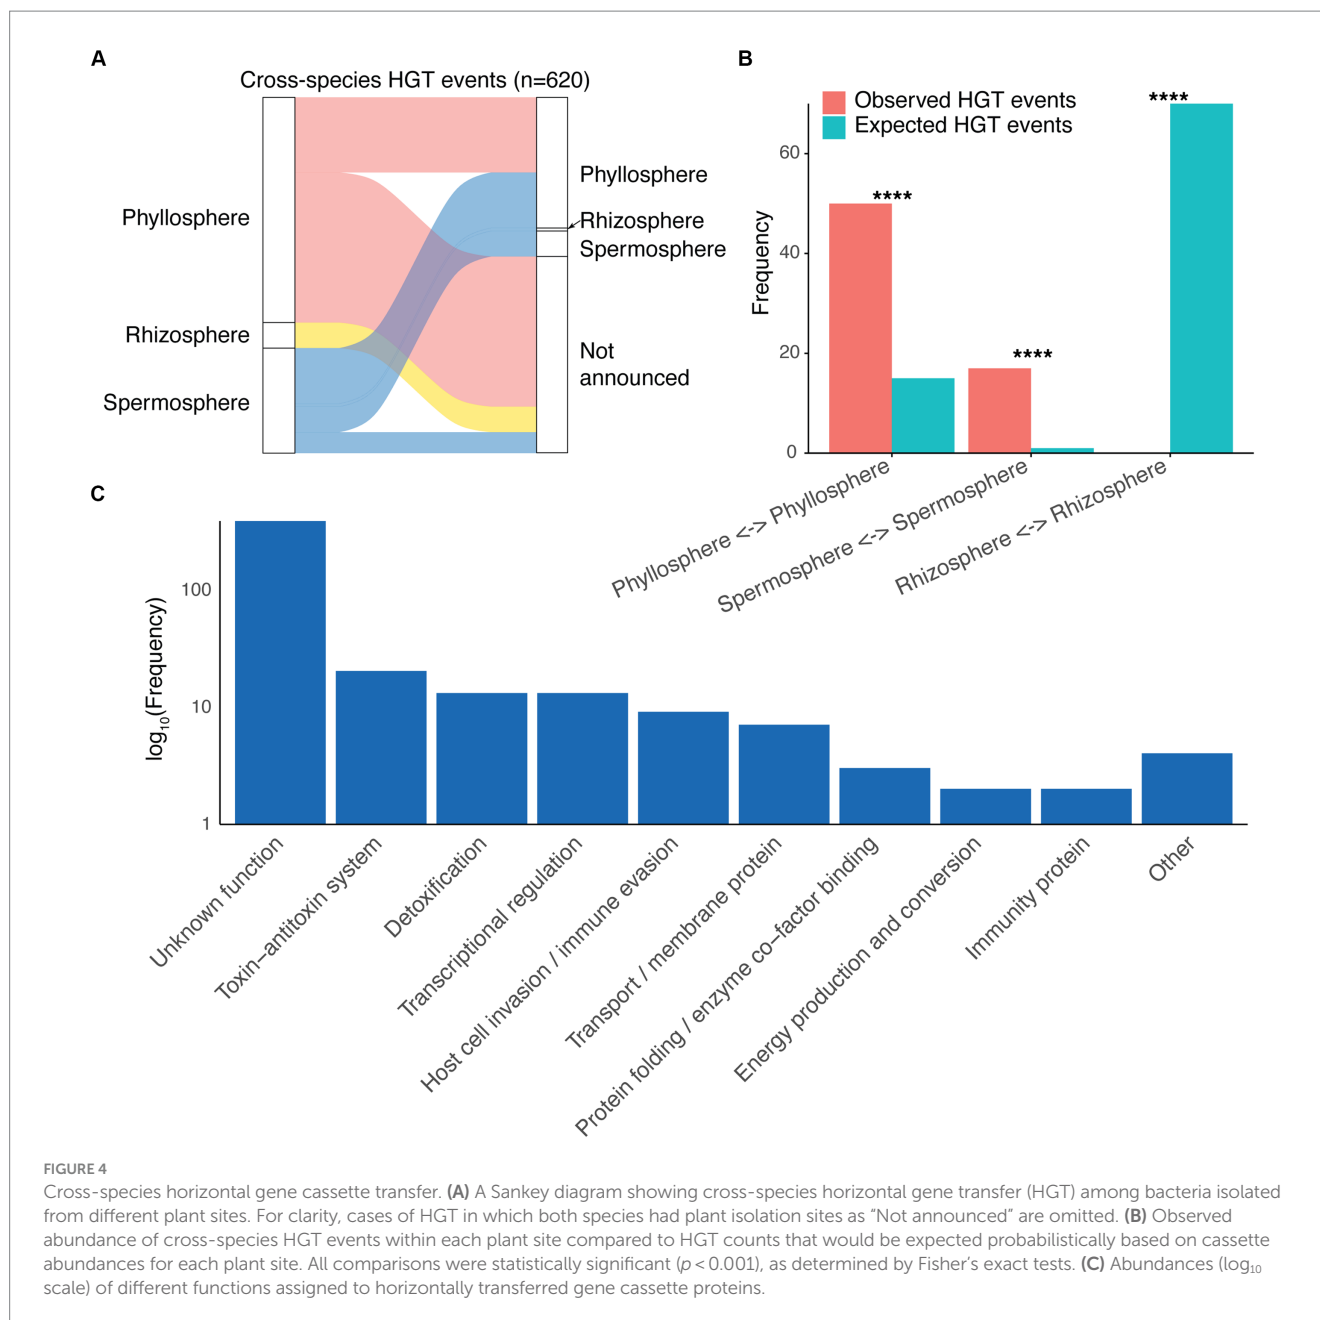 A
Cross-species HGT events (n=620)
Phyllosphere
Rhizosphere
Spermosphere
Phyllosphere
Rhizosphere
Spermosphere
Not
announced
B
Observed HGT events
Expected HGT events
Frequency
60
40
20
0
****
****
****
Phyllosphere <-> Phyllosphere
Spermosphere <-> Spermosphere
Rhizosphere <-> Rhizosphere
C
log10(Frequency)
100
10
1
Unknown function
Toxin–antitoxin system
Detoxification
Transcriptional regulation
Host cell invasion / immune evasion
Transport / membrane protein
Protein folding / enzyme co–factor binding
Energy production and conversion
Immunity protein
Other
FIGURE 4
Cross-species horizontal gene cassette transfer. (A) A Sankey diagram showing cross-species horizontal gene transfer (HGT) among bacteria isolated
from different plant sites. For clarity, cases of HGT in which both species had plant isolation sites as “Not announced” are omitted. (B) Observed
abundance of cross-species HGT events within each plant site compared to HGT counts that would be expected probabilistically based on cassette
abundances for each plant site. All comparisons were statistically significant (p < 0.001), as determined by Fisher’s exact tests. (C) Abundances (log10
scale) of different functions assigned to horizontally transferred gene cassette proteins.